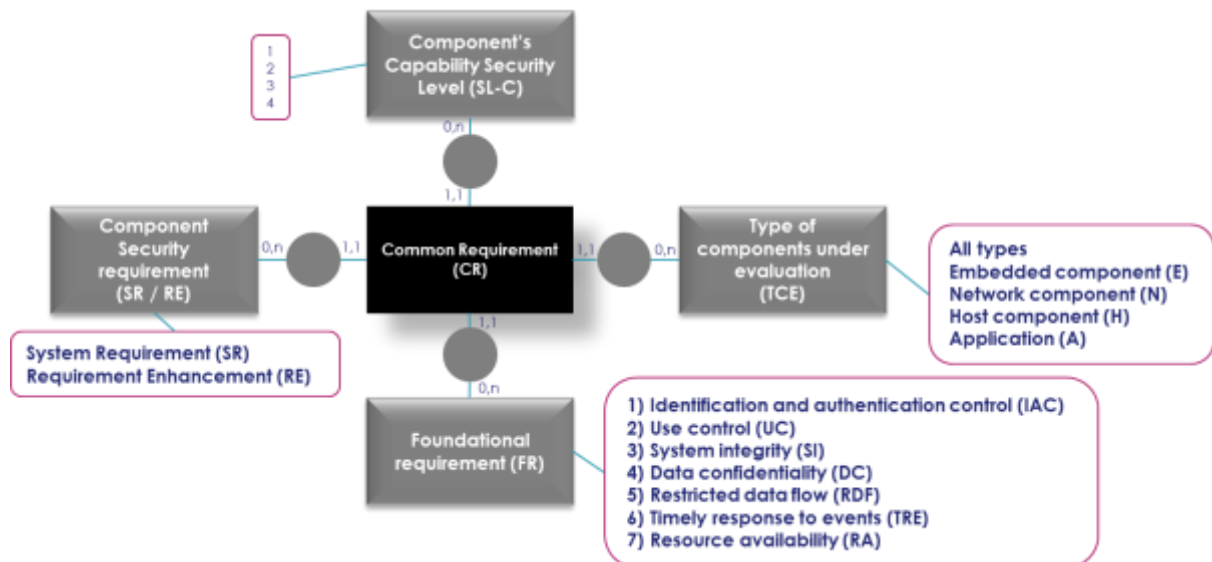 1
2
3
4
Component's
Capability Security
Level (SL-C)
0,n
1,1
Component
Security
requirement
(SR / RE)
0,n
1,1
Common Requirement
(CR)
1,1
0,n
Type of
components under
evaluation
(TCE)
All types
Embedded component (E)
Network component (N)
Host component (H)
Application (A)
System Requirement (SR)
Requirement Enhancement (RE)
1,1
0,n
Foundational
requirement (FR)
1) Identification and authentication control (IAC)
2) Use control (UC)
3) System integrity (SI)
4) Data confidentiality (DC)
5) Restricted data flow (RDF)
6) Timely response to events (TRE)
7) Resource availability (RA)